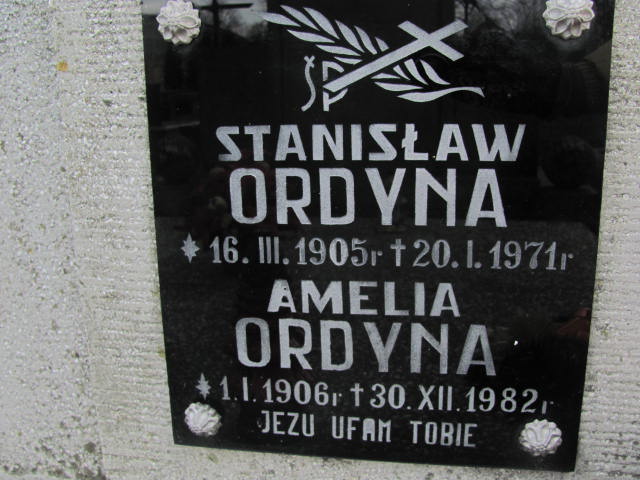 ŚP
STANISŁAW
ORDYNA
* 16. III. 1905r † 20. I. 1971r
AMELIA
ORDYNA
* 1. I. 1906r † 30. XII. 1982r
JEZU UFAM TOBIE